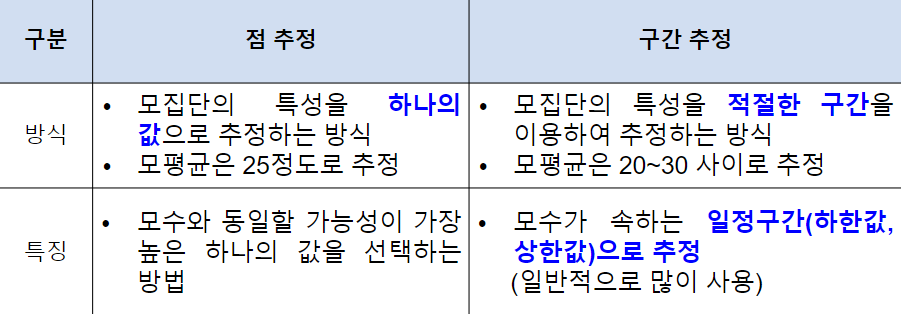 구분
점 추정
구간 추정
방식
• 모집단의 특성을 하나의
값으로 추정하는 방식
• 모평균은 25정도로 추정
• 모집단의 특성을 적절한 구간을
이용하여 추정하는 방식
• 모평균은 20~30 사이로 추정
특징
• 모수와 동일할 가능성이 가장
높은 하나의 값을 선택하는
방법
• 모수가 속하는 일정구간(하한값,
상한값)으로 추정
(일반적으로 많이 사용)